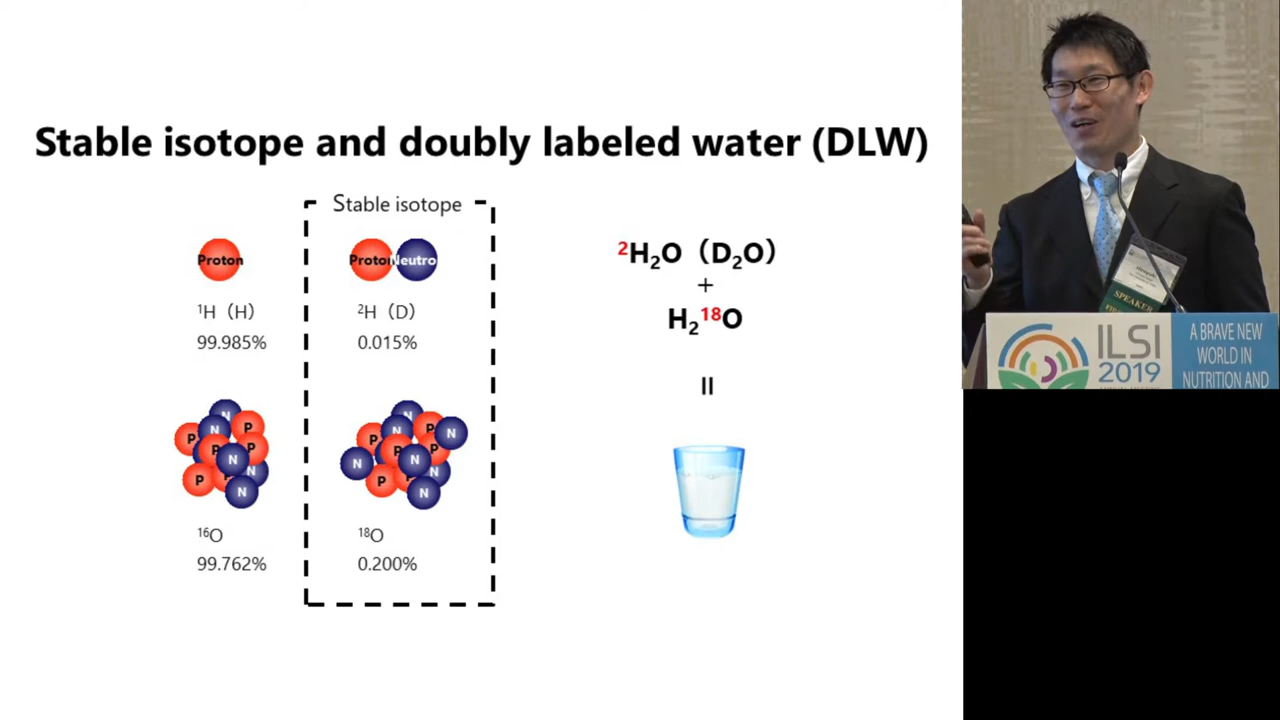 Stable isotope and doubly labeled water (DLW)
Stable isotope
Proton
Proton
Neutro
¹H（H）
99.985%
²H（D）
0.015%
²H₂O（D₂O）
+
H₂¹⁸O
=
N
P
N
P
P
P
N
N
P
P
N
N
N
P
N
P
P
P
N
N
N
P
N
¹⁶O
99.762%
¹⁸O
0.200%
SPEAKER
ILSI
2019
A BRAVE NEW
WORLD IN
NUTRITION AND